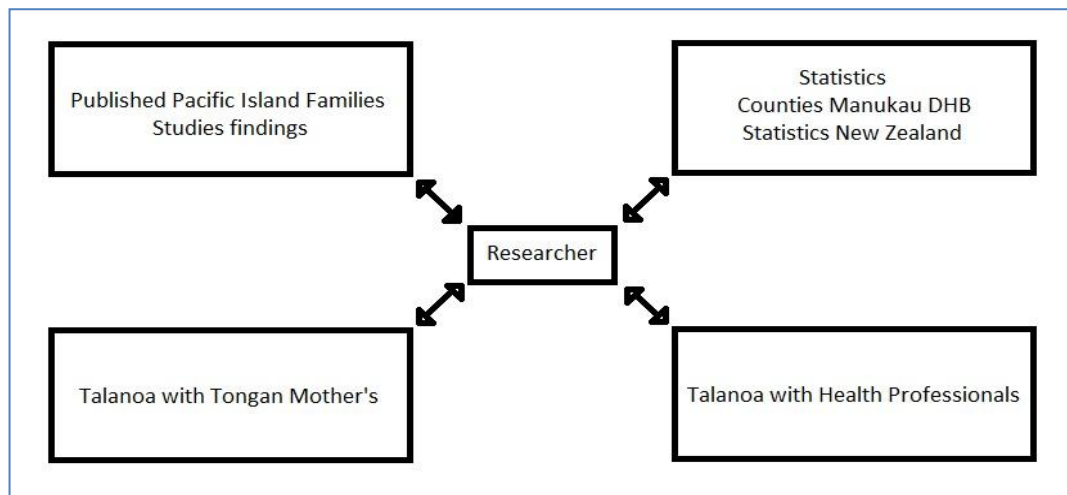 Published Pacific Island Families
Studies findings
Statistics
Counties Manukau DHB
Statistics New Zealand
Researcher
Talanoa with Tongan Mother's
Talanoa with Health Professionals